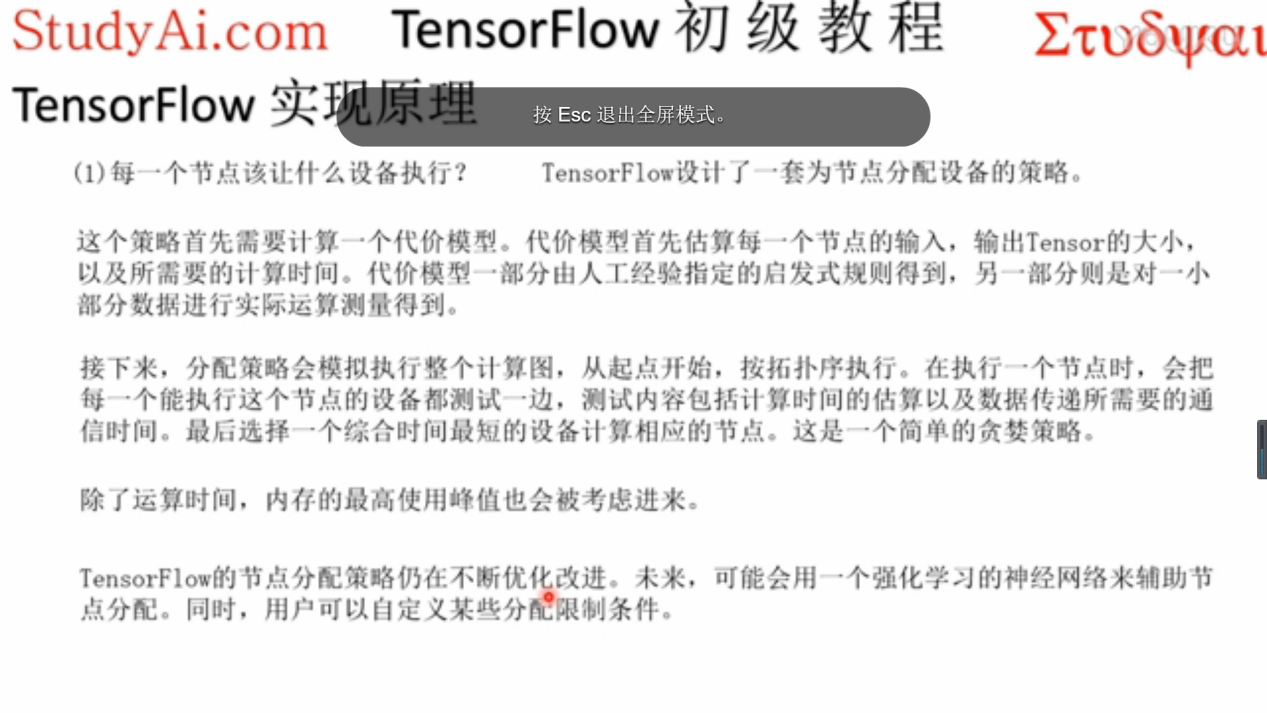 StudyAi.com
TensorFlow 初级教程
Στυδψαι
TensorFlow 实现原理
按 Esc 退出全屏模式。
(1)每一个节点该让什么设备执行？ TensorFlow设计了一套为节点分配设备的策略。
这个策略首先需要计算一个代价模型。代价模型首先估算每一个节点的输入，输出Tensor的大小，
以及所需要的计算时间。代价模型一部分由人工经验指定的启发式规则得到，另一部分则是对一小
部分数据进行实际运算测量得到。
接下来，分配策略会模拟执行整个计算图，从起点开始，按拓扑序执行。在执行一个节点时，会把
每一个能执行这个节点的设备都测试一边，测试内容包括计算时间的估算以及数据传递所需要的通
信时间。最后选择一个综合时间最短的设备计算相应的节点。这是一个简单的贪婪策略。
除了运算时间，内存的最高使用峰值也会被考虑进来。
TensorFlow的节点分配策略仍在不断优化改进。未来，可能会用一个强化学习的神经网络来辅助节
点分配。同时，用户可以自定义某些分配限制条件。